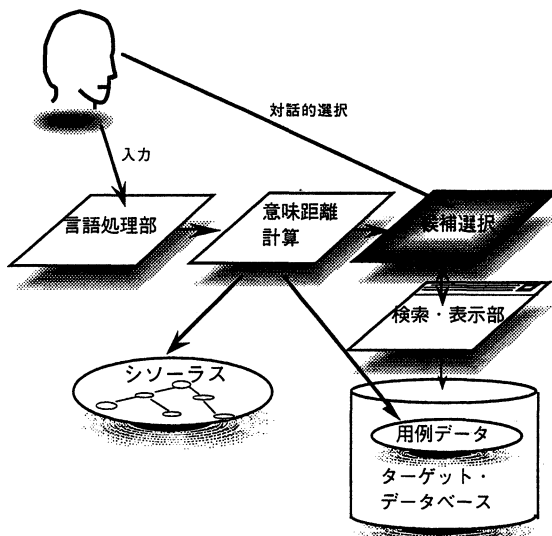 対話的選択
入力
言語処理部
意味距離
計算
候補選択
検索・表示部
シソーラス
用例データ
ターゲット・
データベース